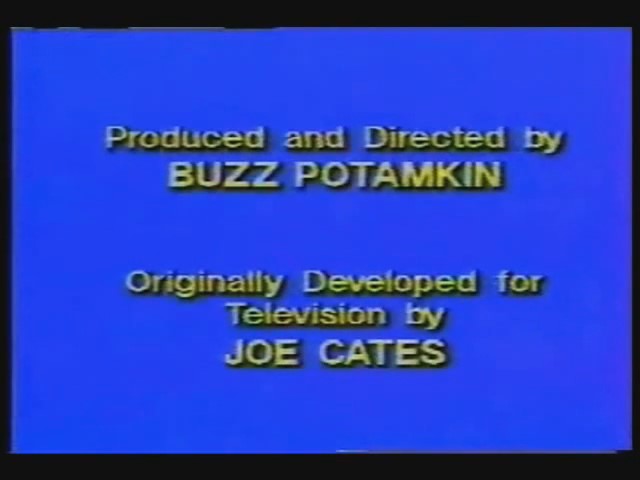 Produced and Directed by
BUZZ POTAMKIN
Originally Developed for
Television by
JOE CATES